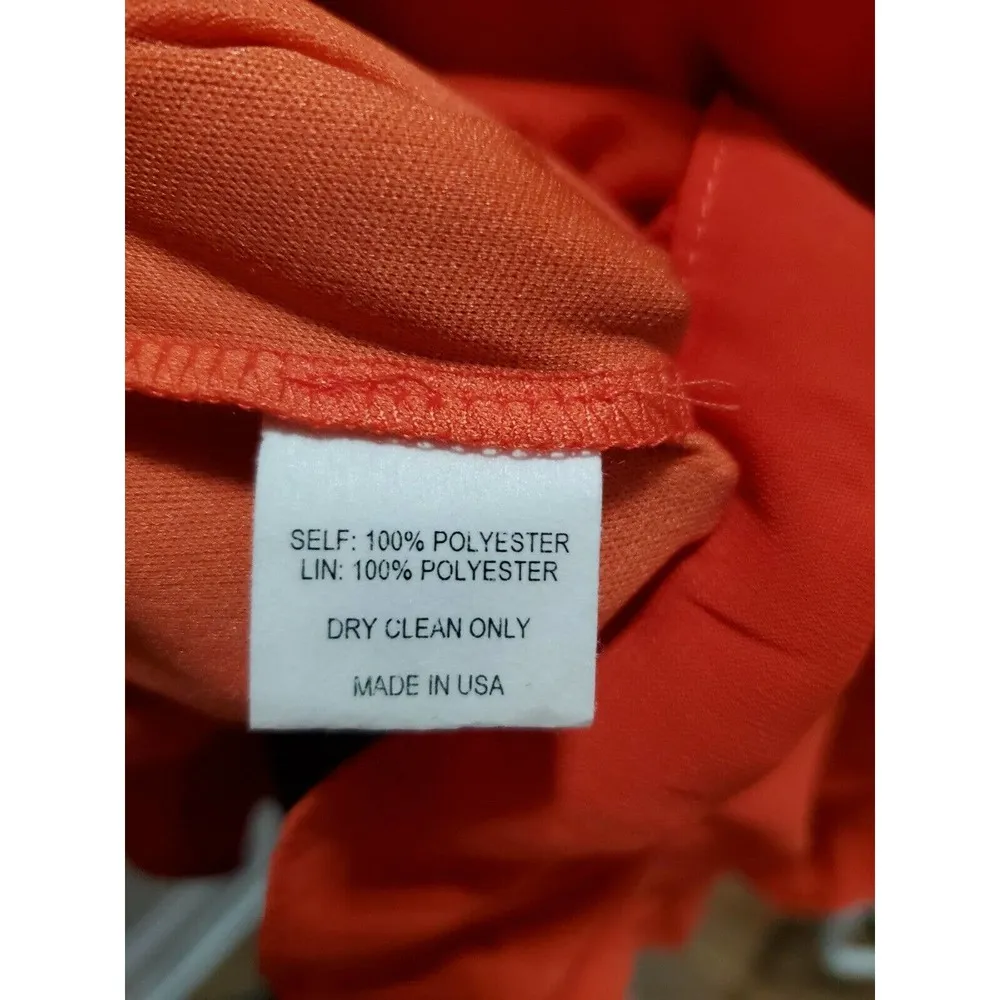 SELF: 100% POLYESTER
LIN: 100% POLYESTER
DRY CLEAN ONLY
MADE IN USA